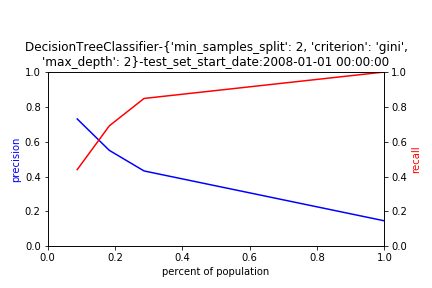 DecisionTreeClassifier-{'min_samples_split': 2, 'criterion': 'gini',
'max_depth': 2}-test_set_start_date:2008-01-01 00:00:00
1.0
0.8
0.6
0.4
0.2
0.0
precision
1.0
0.8
0.6
0.4
0.2
0.0
recall
0.0 0.2 0.4 0.6 0.8 1.0
percent of population